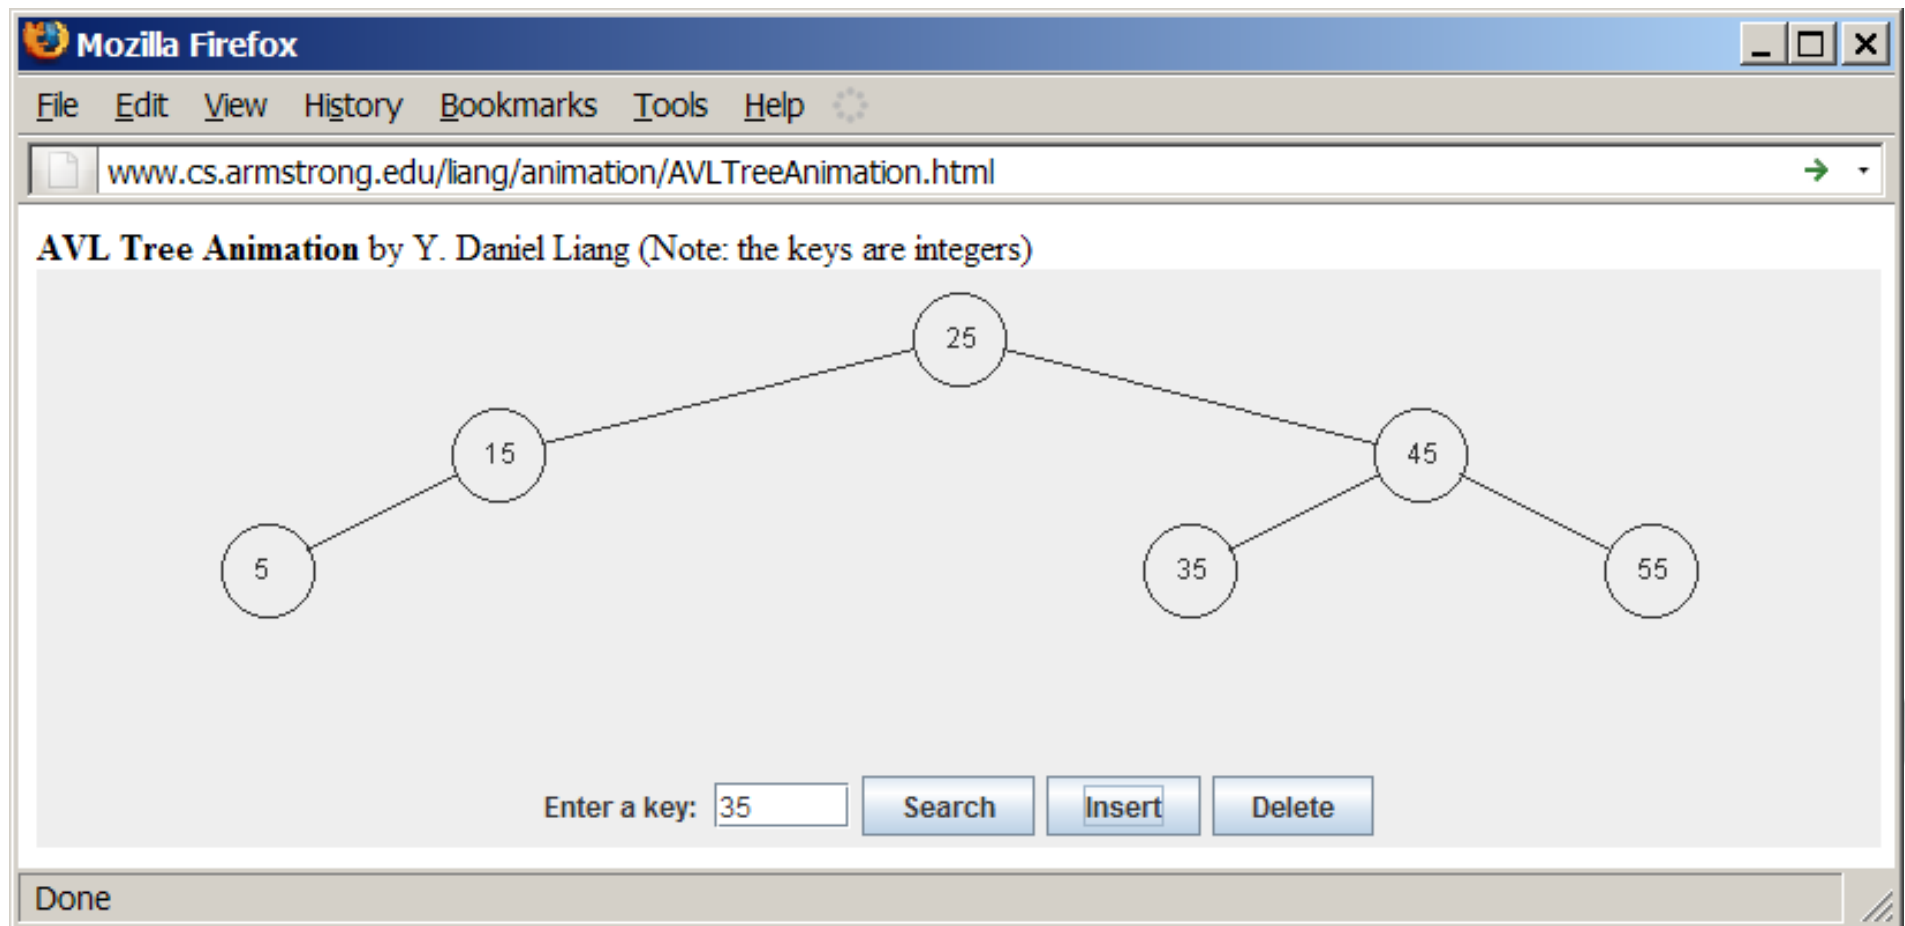 Mozilla Firefox
File Edit View History Bookmarks Tools Help
www.cs.armstrong.edu/liang/animation/AVLTreeAnimation.html
AVL Tree Animation by Y. Daniel Liang (Note: the keys are integers)
25
15 45
5 35 55
Enter a key: 35 Search Insert Delete
Done